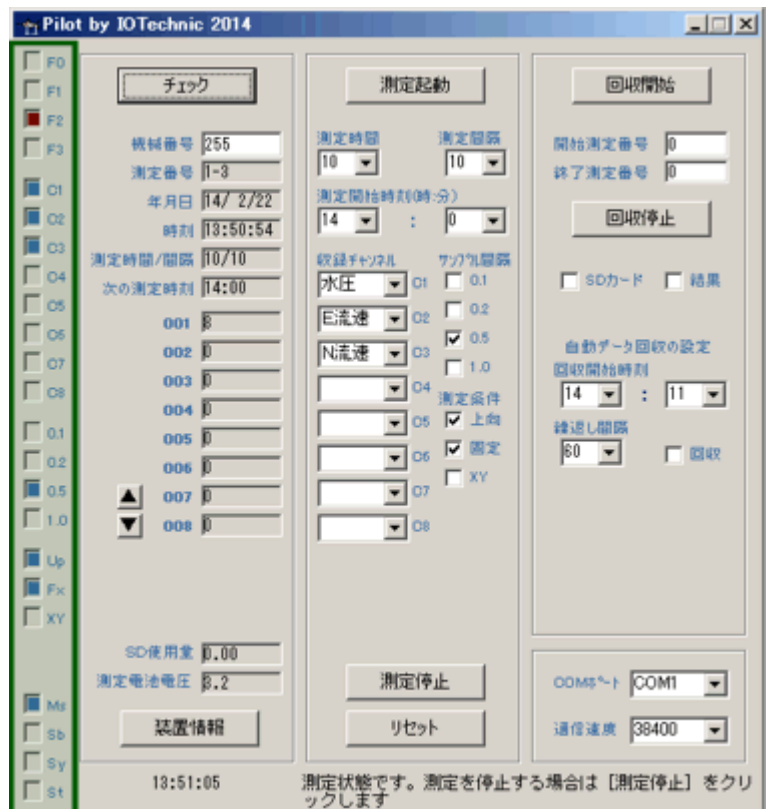 Pilot by IOTechnic 2014
F0
F1
F2
F3
C1
C2
C3
C4
C5
C6
C7
C8
0.1
0.2
0.5
1.0
Up
Fx
XY
Ms
Sb
Sy
St
チェック
機械番号 255
測定番号 1-3
年月日 14/ 2/22
時刻 13:50:54
測定時間/間隔 10/10
次の測定時刻 14:00
001 8
002 0
003 0
004 0
005 0
006 0
007 0
008 0
SD使用量 0.00
測定電池電圧 3.2
装置情報
13:51:05
測定起動
測定時間 測定間隔
10 10
測定開始時刻(時:分)
14 : 0
収録チャンネル サンプル間隔
水圧 C1 0.1
E流速 C2 0.2
N流速 C3 0.5
C4 1.0
測定条件
C5 上向
C6 固定
C7 XY
C8
測定停止
リセット
回収開始
開始測定番号 0
終了測定番号 0
回収停止
SDカード 結果
自動データ回収の設定
回収開始時刻
14 : 11
繰返し間隔
60 回収
COMポート COM1
通信速度 38400
測定状態です。測定を停止する場合は［測定停止］をクリ
ックします